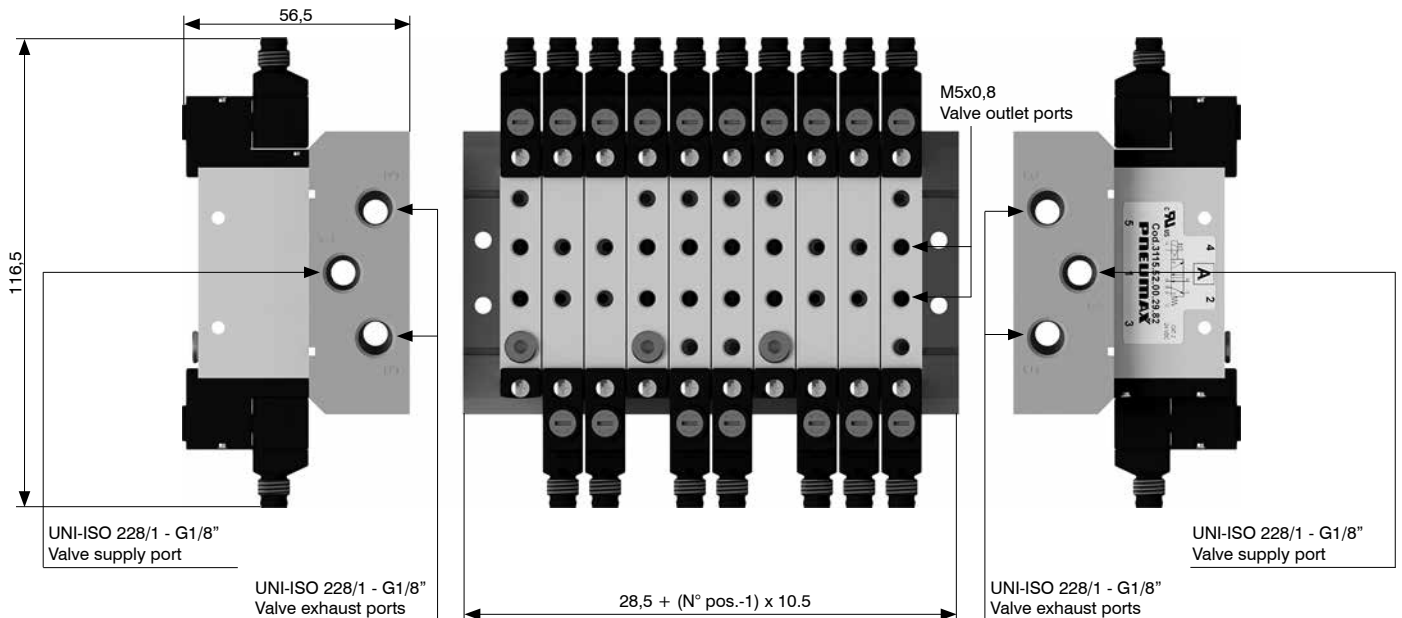 56,5
116,5
M5x0,8
Valve outlet ports
5
1
3
4
2
A
Cod.3115.52.00.29.82
PNEUMAX
24 VDC
UNI-ISO 228/1 - G1/8”
Valve supply port
UNI-ISO 228/1 - G1/8”
Valve exhaust ports
28,5 + (N° pos.-1) x 10.5
UNI-ISO 228/1 - G1/8”
Valve exhaust ports
UNI-ISO 228/1 - G1/8”
Valve supply port